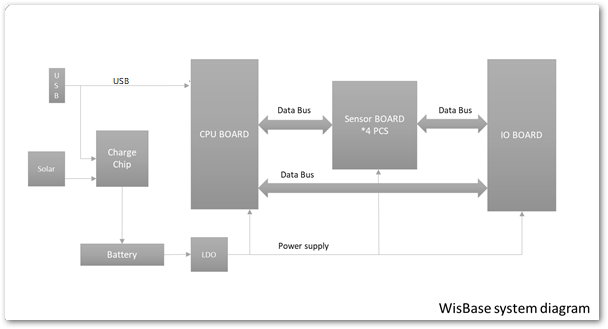 U
S
B
USB
CPU BOARD
Data Bus
Sensor BOARD
*4 PCS
Data Bus
IO BOARD
Charge
Chip
Solar
Data Bus
Battery
LDO
Power supply
WisBase system diagram